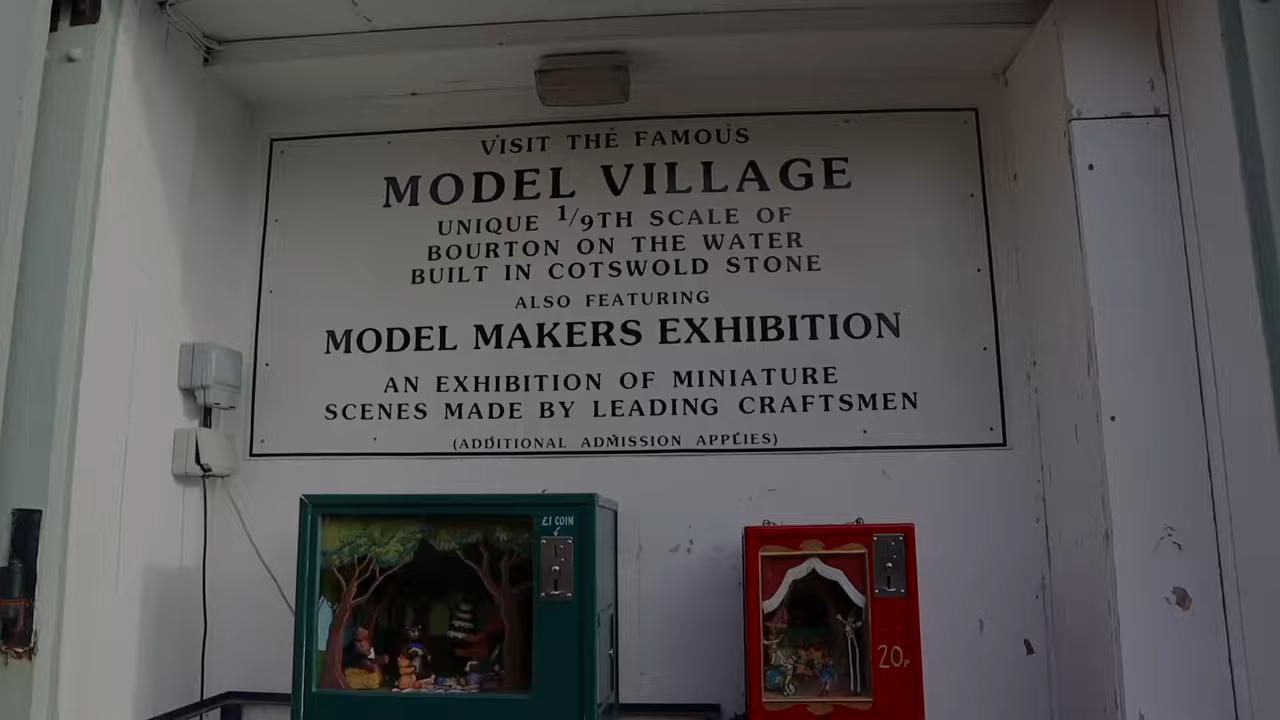 VISIT THE FAMOUS
MODEL VILLAGE
UNIQUE 1/9TH SCALE OF
BOURTON ON THE WATER
BUILT IN COTSWOLD STONE
ALSO FEATURING
MODEL MAKERS EXHIBITION
AN EXHIBITION OF MINIATURE
SCENES MADE BY LEADING CRAFTSMEN
(ADDITIONAL ADMISSION APPLIES)
£1 COIN
20P